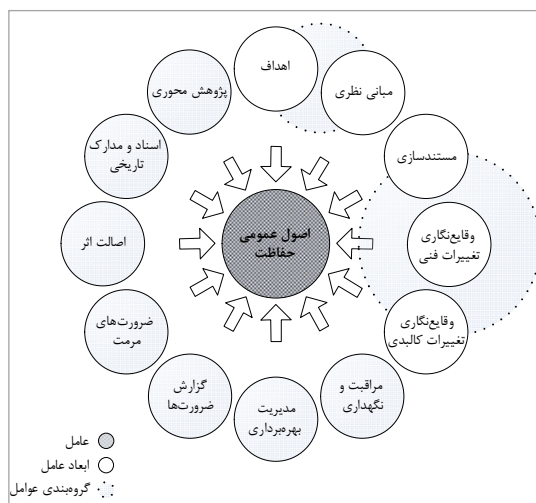 اهداف
مبانی نظری
مستندسازی
وقایع‌نگاری
تغییرات فنی
وقایع‌نگاری
تغییرات کالبدی
مراقبت و
نگهداری
مدیریت
بهره‌برداری
گزارش
ضرورت‌ها
ضرورت‌های
مرمت
اصالت اثر
اسناد و مدارک
تاریخی
پژوهش محوری
اصول عمومی
حفاظت
عامل
ابعاد عامل
گروه‌بندی عوامل